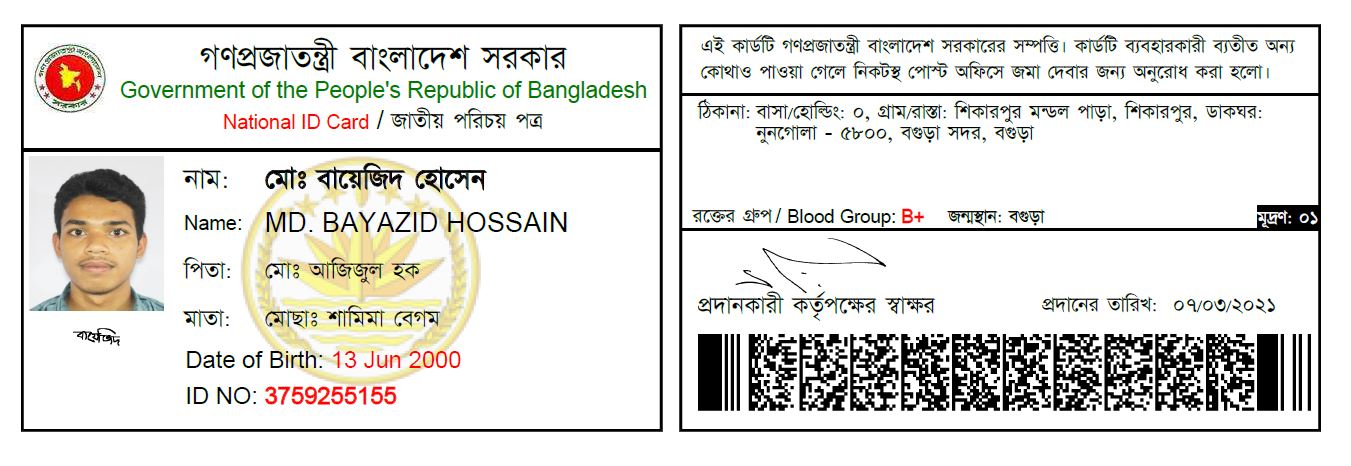 গণপ্রজাতন্ত্রী বাংলাদেশ সরকার
Government of the People's Republic of Bangladesh
National ID Card / জাতীয় পরিচয় পত্র
নাম: মোঃ বায়েজিদ হোসেন
Name: MD. BAYAZID HOSSAIN
পিতা: মোঃ আজিজুল হক
মাতা: মোছাঃ শামিমা বেগম
Date of Birth: 13 Jun 2000
ID NO: 3759255155
বায়েজিদ
এই কার্ডটি গণপ্রজাতন্ত্রী বাংলাদেশ সরকারের সম্পত্তি। কার্ডটি ব্যবহারকারী ব্যতীত অন্য
কোথাও পাওয়া গেলে নিকটস্থ পোস্ট অফিসে জমা দেবার জন্য অনুরোধ করা হলো।
ঠিকানা: বাসা/হোল্ডিং: ০, গ্রাম/রাস্তা: শিকারপুর মন্ডল পাড়া, শিকারপুর, ডাকঘর:
নুনগোলা - ৫৮০০, বগুড়া সদর, বগুড়া
রক্তের গ্রুপ / Blood Group: B+ জন্মস্থান: বগুড়া মূদ্রণ: ০১
প্রদানকারী কর্তৃপক্ষের স্বাক্ষর প্রদানের তারিখ: ০৭/০৩/২০২১